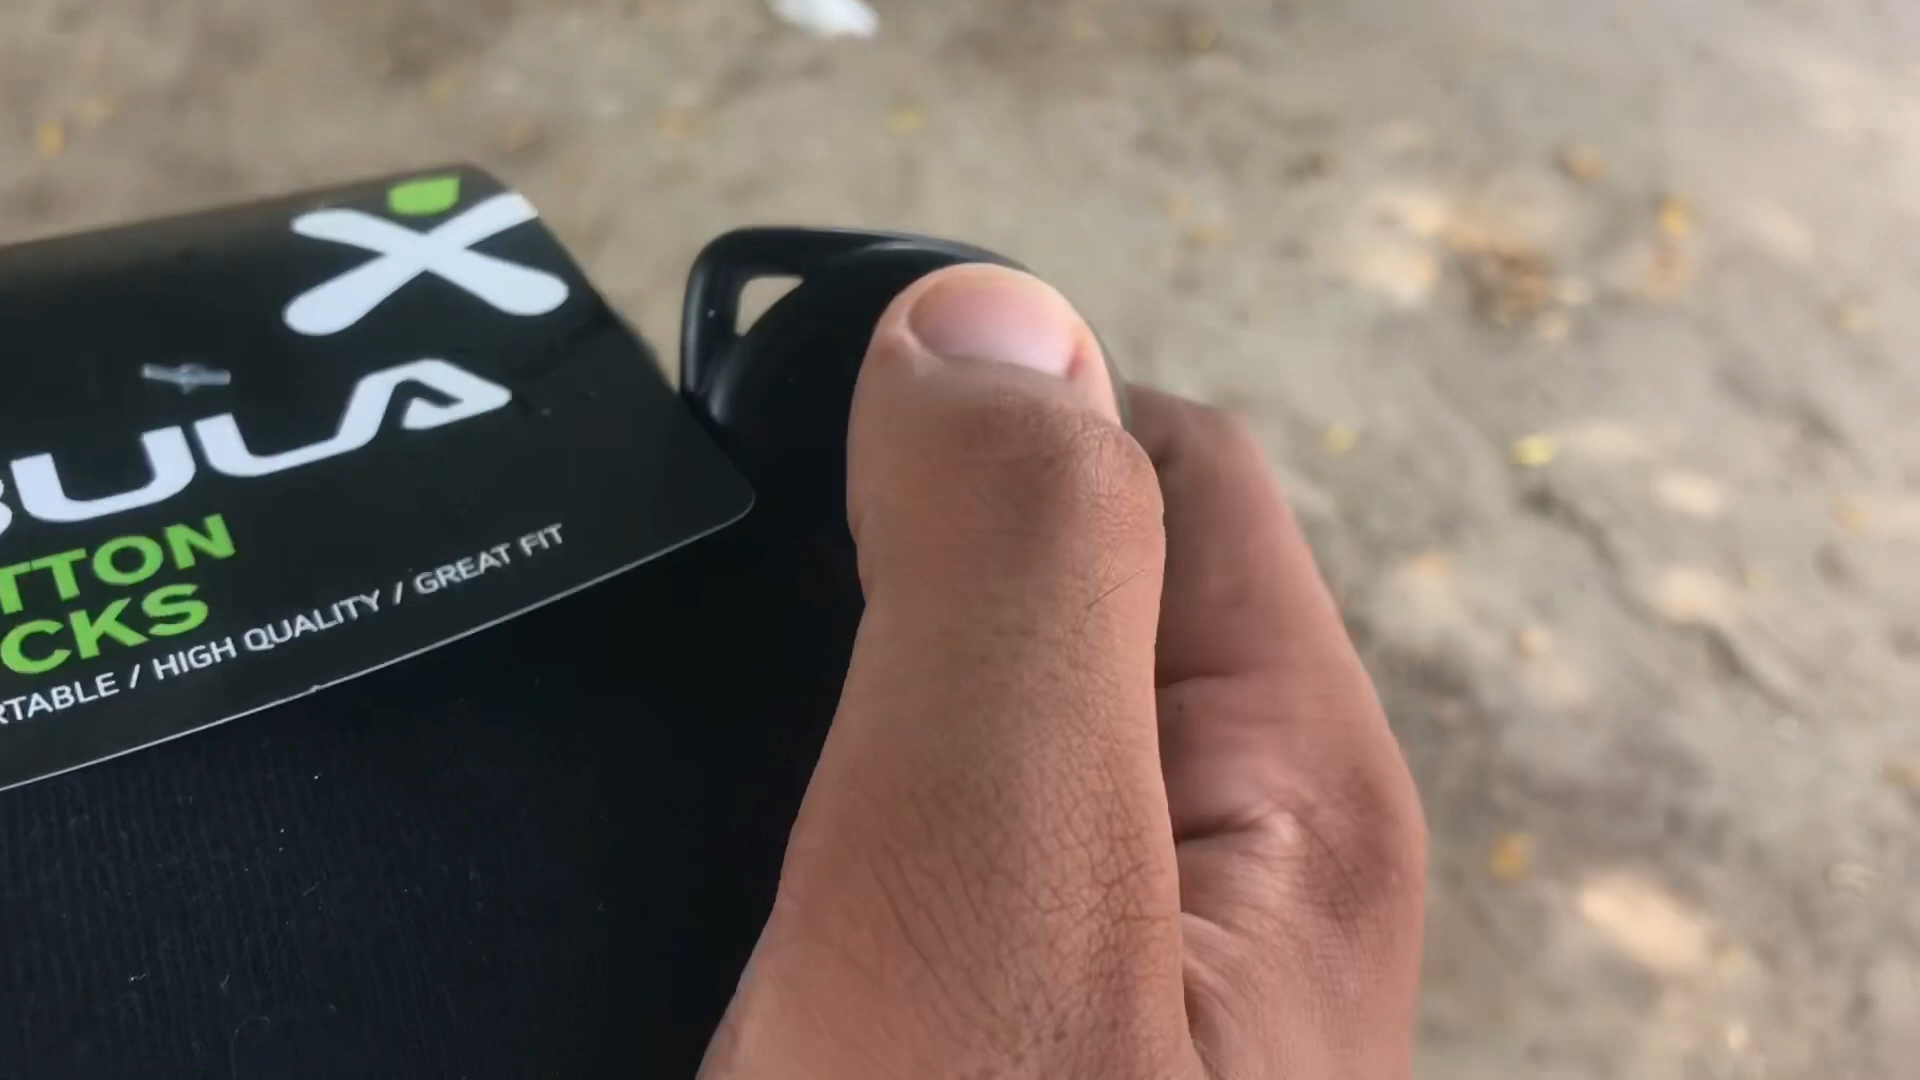 X
BULA
TTON
CKS
RTABLE / HIGH QUALITY / GREAT FIT